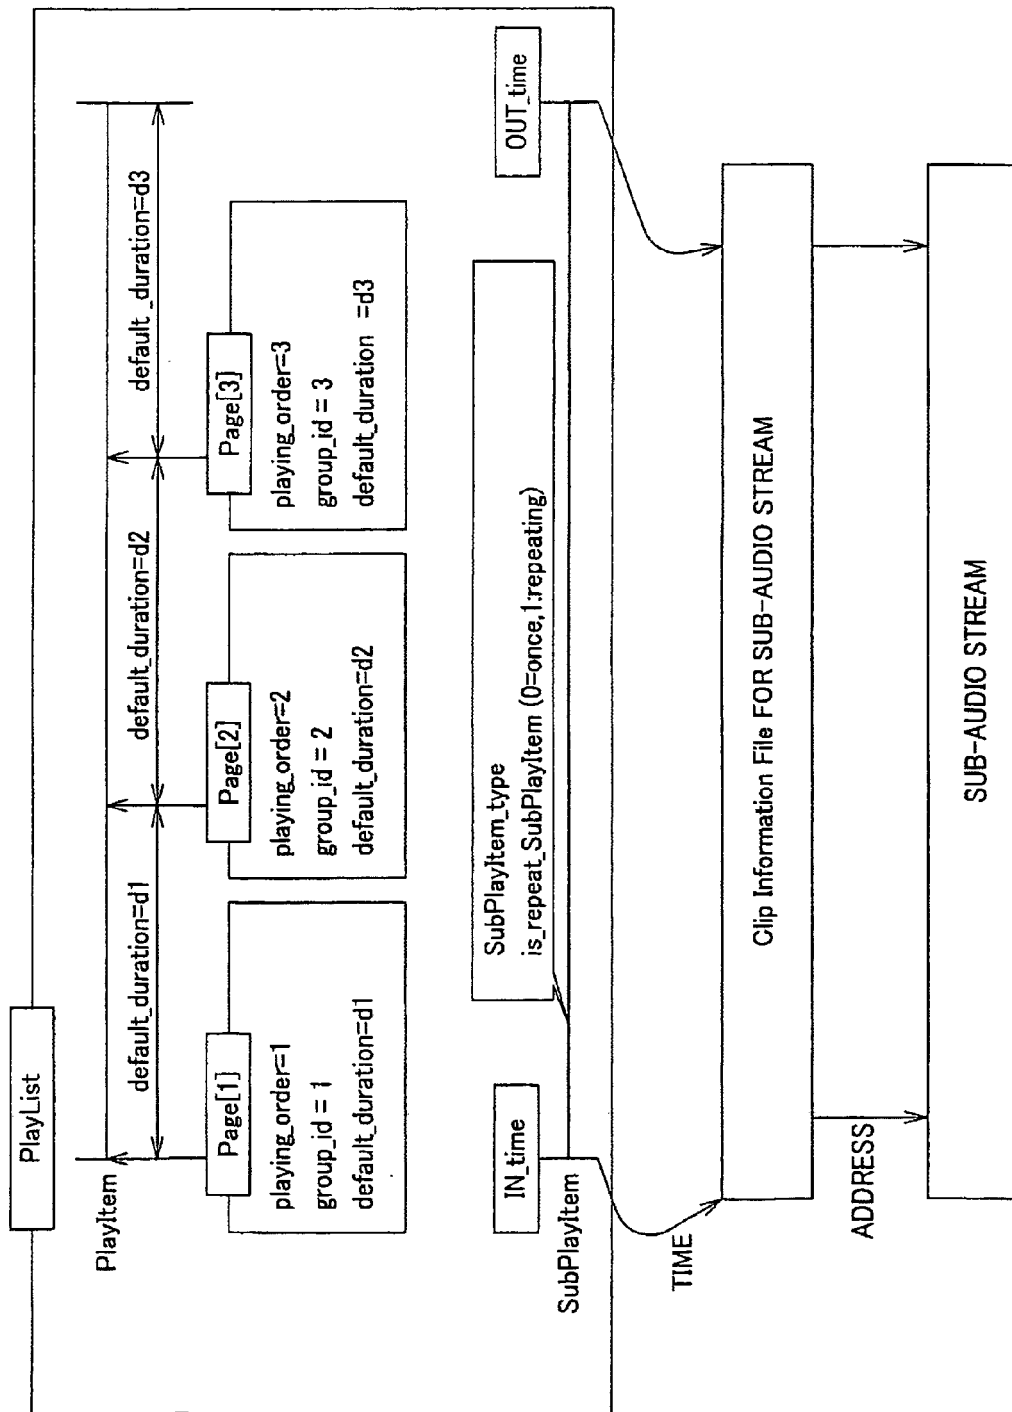 PlayList
PlayItem
default_duration=d1
default_duration=d2
default_duration=d3
Page[1]
playing_order=1
group_id = 1
default_duration=d1
Page[2]
playing_order=2
group_id = 2
default_duration=d2
Page[3]
playing_order=3
group_id = 3
default_duration =d3
SubPlayItem_type
is_repeat_SubPlayItem (0=once,1:repeating)
IN_time
OUT_time
SubPlayItem
TIME
Clip Information File FOR SUB-AUDIO STREAM
ADDRESS
SUB-AUDIO STREAM